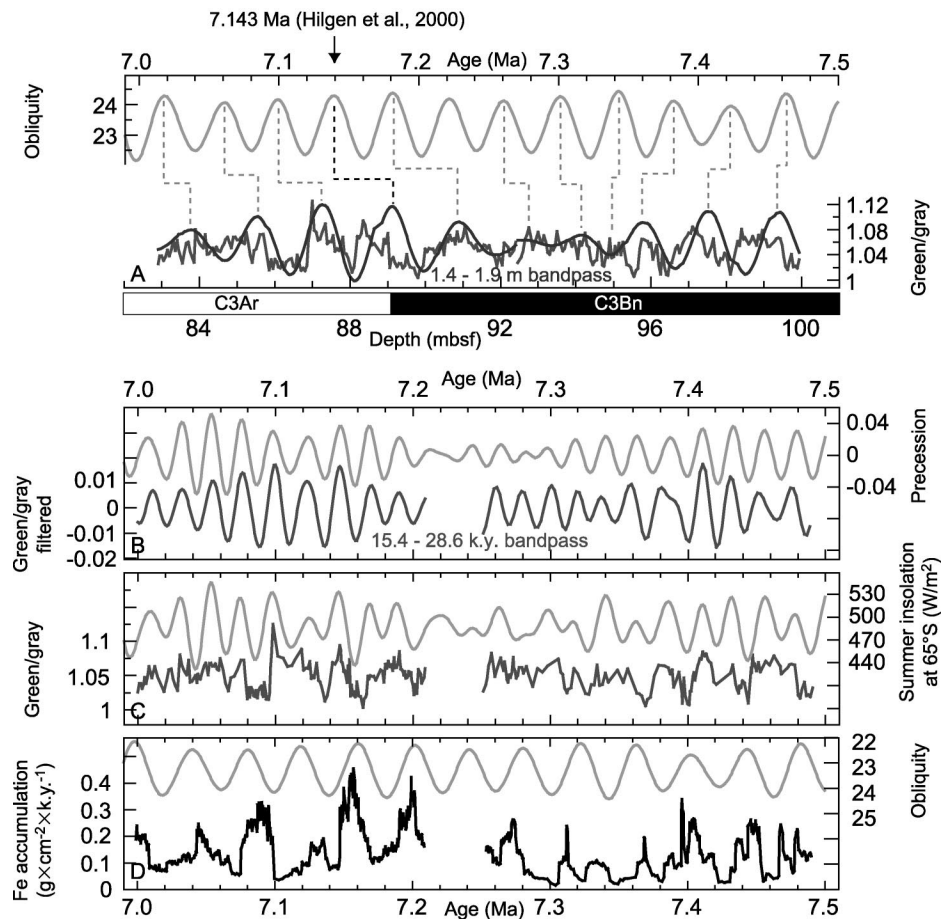 7.143 Ma (Hilgen et al., 2000)
7.0 7.1 7.2 Age (Ma) 7.3 7.4 7.5
Obliquity
24
23
1.12
1.08
1.04
1
Green/gray
A
1.4 - 1.9 m bandpass
C3Ar C3Bn
84 88 92 96 100
Depth (mbsf)
Age (Ma)
7.0 7.1 7.2 7.3 7.4 7.5
0.04
0
-0.04
Precession
Green/gray
filtered
0.01
0
-0.01
-0.02
B
15.4 - 28.6 k.y. bandpass
Green/gray
1.1
1.05
1
C
530
500
470
440
Summer insolation
at 65°S (W/m²)
Fe accumulation
(g×cm⁻²×k.y.⁻¹)
0.4
0.3
0.2
0.1
0
D
22
23
24
25
Obliquity
7.0 7.1 7.2 Age (Ma) 7.3 7.4 7.5